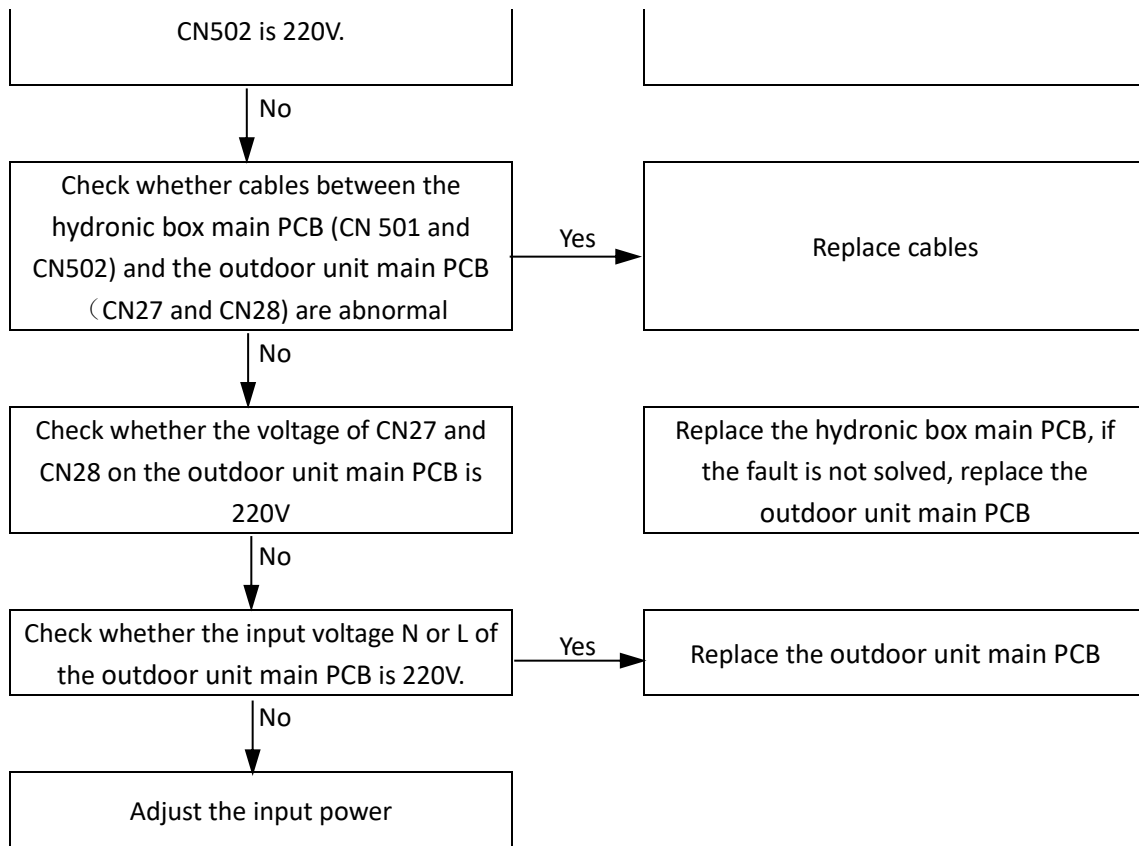 CN502 is 220V.
No
Check whether cables between the
hydronic box main PCB (CN 501 and
CN502) and the outdoor unit main PCB
（CN27 and CN28) are abnormal
Yes
Replace cables
No
Check whether the voltage of CN27 and
CN28 on the outdoor unit main PCB is
220V
Replace the hydronic box main PCB, if
the fault is not solved, replace the
outdoor unit main PCB
No
Check whether the input voltage N or L of
the outdoor unit main PCB is 220V.
Yes
Replace the outdoor unit main PCB
No
Adjust the input power